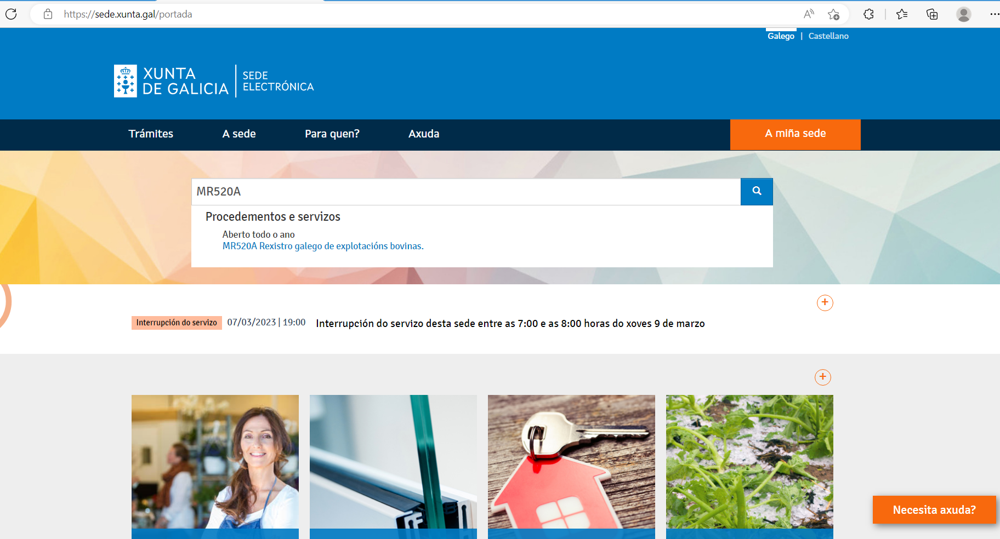 https://sede.xunta.gal/portada
Galego | Castellano
XUNTA
DE GALICIA
SEDE
ELECTRÓNICA
Trámites
A sede
Para quen?
Axuda
A miña sede
MR520A
Procedementos e servizos
Aberto todo o ano
MR520A Rexistro galego de explotacións bovinas.
Interrupción do servizo 07/03/2023 | 19:00 Interrupción do servizo desta sede entre as 7:00 e as 8:00 horas do xoves 9 de marzo
Necesita axuda?